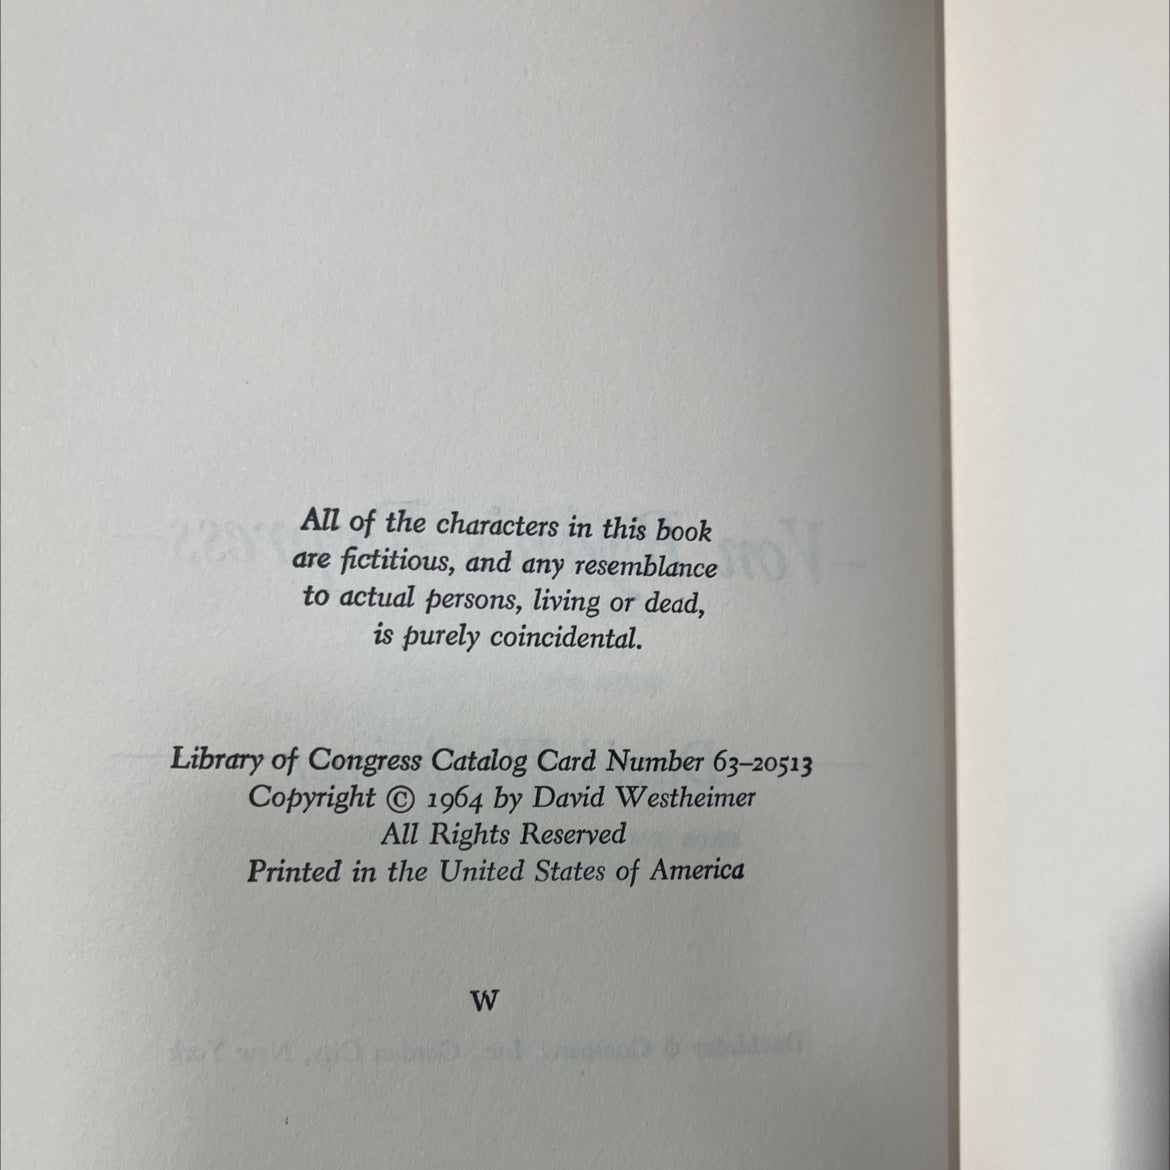 All of the characters in this book
are fictitious, and any resemblance
to actual persons, living or dead,
is purely coincidental.
Library of Congress Catalog Card Number 63–20513
Copyright © 1964 by David Westheimer
All Rights Reserved
Printed in the United States of America
W